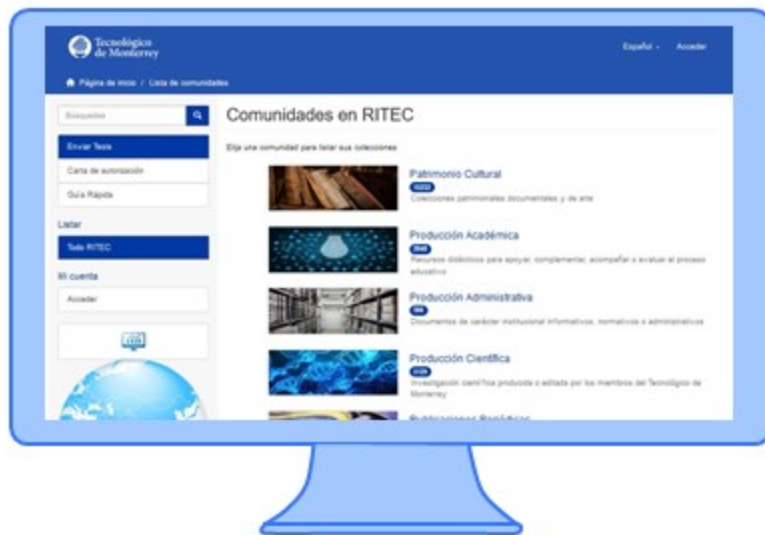 Tecnológico
de Monterrey
Español
Acceder
Página de inicio / Lista de comunidades
Búsquedas
Enviar Tesis
Carta de autorización
Guía Rápida
Listar
Todo RITEC
Mi cuenta
Acceder
Comunidades en RITEC
Elija una comunidad para listar sus colecciones
Patrimonio Cultural
Colecciones patrimoniales documentales y de arte
Producción Académica
Recursos didácticos para apoyar, complementar, acompañar o evaluar el proceso
educativo
Producción Administrativa
Documentos de carácter institucional informativos, normativos o administrativos
Producción Científica
Investigación científica producida o editada por los miembros del Tecnológico de
Monterrey
Publicaciones Periódicas